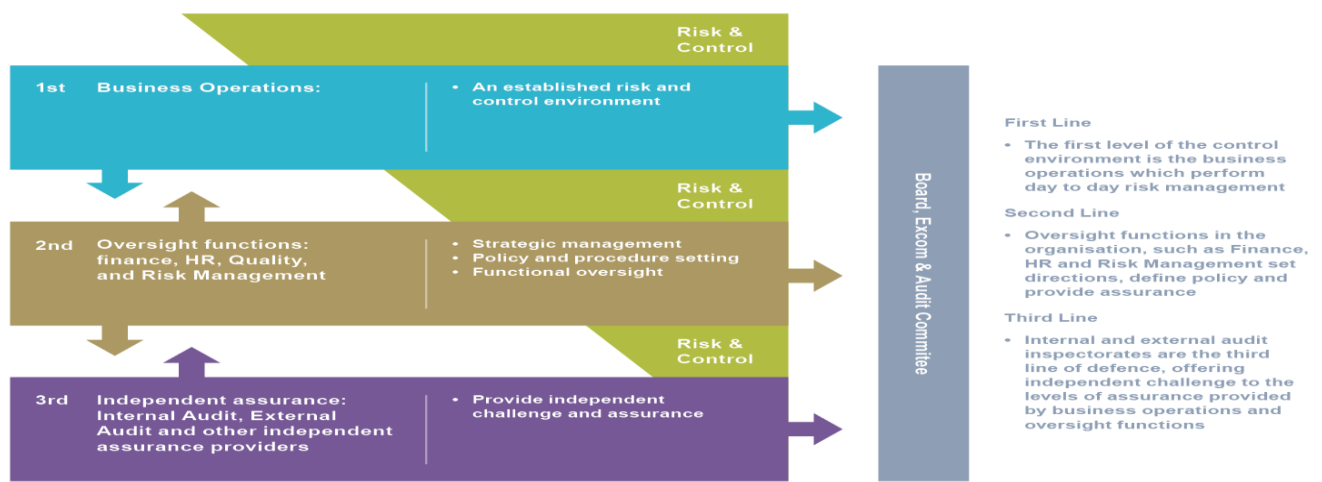 Risk &
Control
1st
Business Operations:
• An established risk and
control environment
Risk &
Control
2nd
Oversight functions:
finance, HR, Quality,
and Risk Management
• Strategic management
• Policy and procedure setting
• Functional oversight
Risk &
Control
3rd
Independent assurance:
Internal Audit, External
Audit and other independent
assurance providers
• Provide independent
challenge and assurance
Board, Excom & Audit Commitee
First Line
• The first level of the control
environment is the business
operations which perform
day to day risk management
Second Line
• Oversight functions in the
organisation, such as Finance,
HR and Risk Management set
directions, define policy and
provide assurance
Third Line
• Internal and external audit
inspectorates are the third
line of defence, offering
independent challenge to the
levels of assurance provided
by business operations and
oversight functions